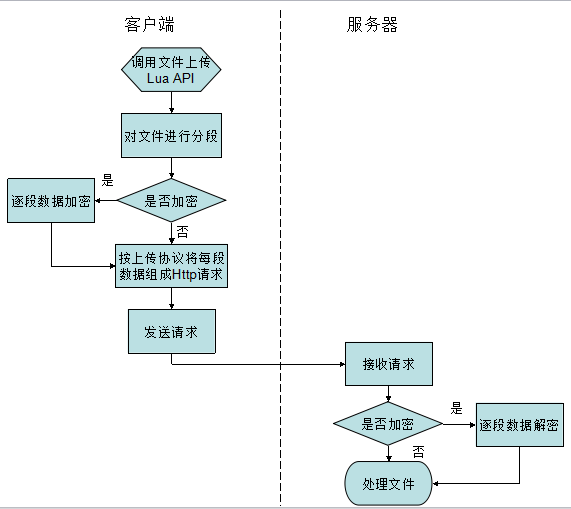 客户端
服务器
调用文件上传
Lua API
对文件进行分段
是
逐段数据加密
是否加密
否
按上传协议将每段
数据组成Http请求
发送请求
接收请求
是否加密
是
逐段数据解密
否
处理文件